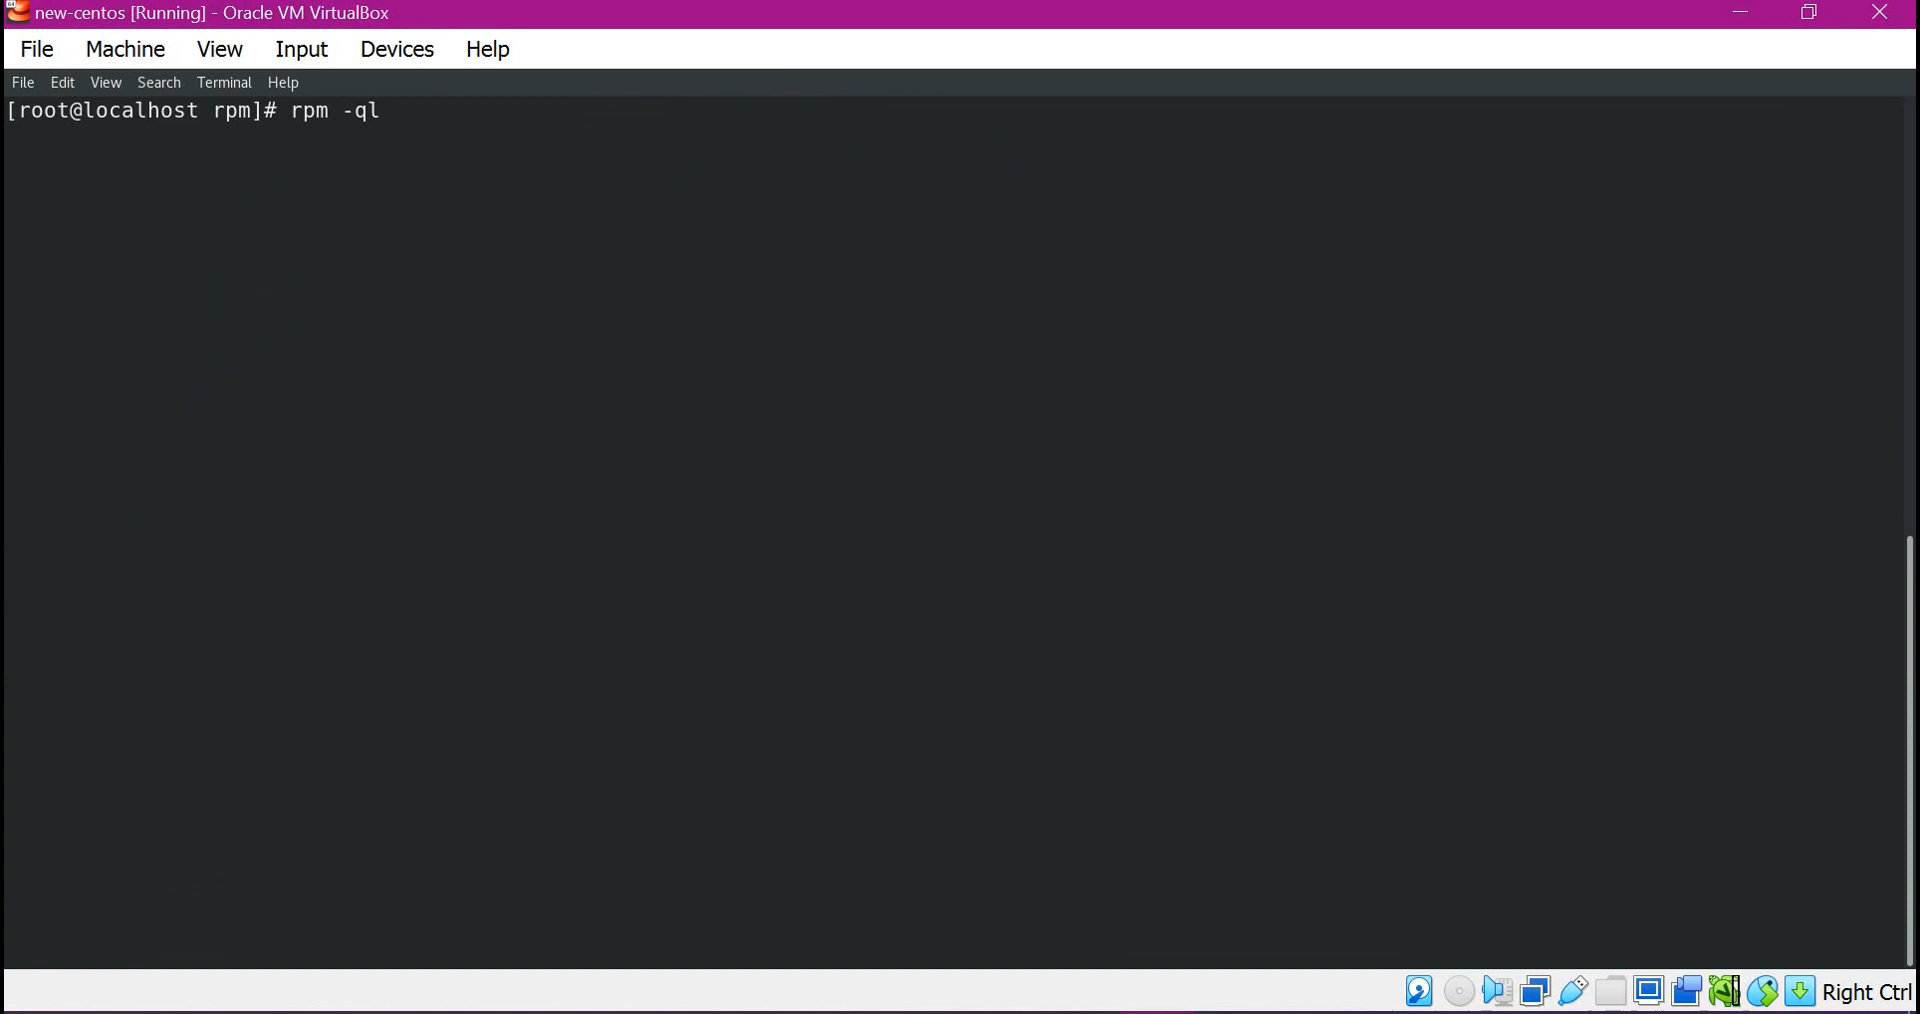 new-centos [Running] - Oracle VM VirtualBox
File Machine View Input Devices Help
File Edit View Search Terminal Help
[root@localhost rpm]# rpm -ql
Right Ctrl